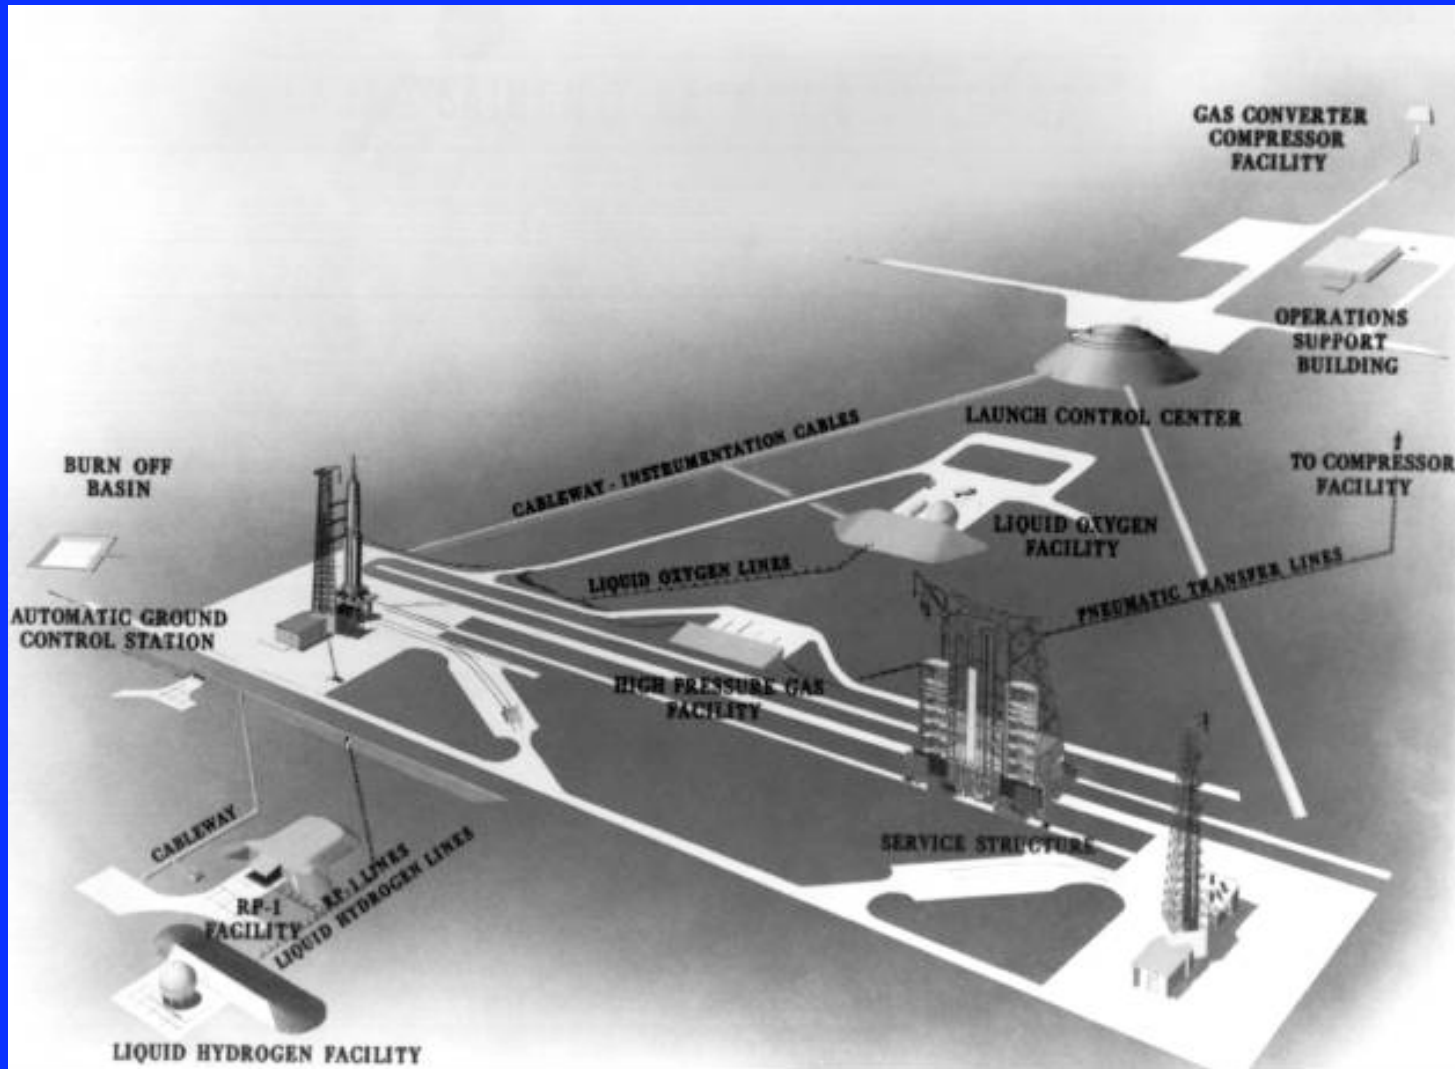 GAS CONVERTER
COMPRESSOR
FACILITY
OPERATIONS
SUPPORT
BUILDING
LAUNCH CONTROL CENTER
CABLEWAY - INSTRUMENTATION CABLES
TO COMPRESSOR
FACILITY
BURN OFF
BASIN
LIQUID OXYGEN
FACILITY
LIQUID OXYGEN LINES
PNEUMATIC TRANSFER LINES
AUTOMATIC GROUND
CONTROL STATION
HIGH PRESSURE GAS
FACILITY
SERVICE STRUCTURE
CABLEWAY
RP-1 LINES
LIQUID HYDROGEN LINES
RP-1
FACILITY
LIQUID HYDROGEN FACILITY